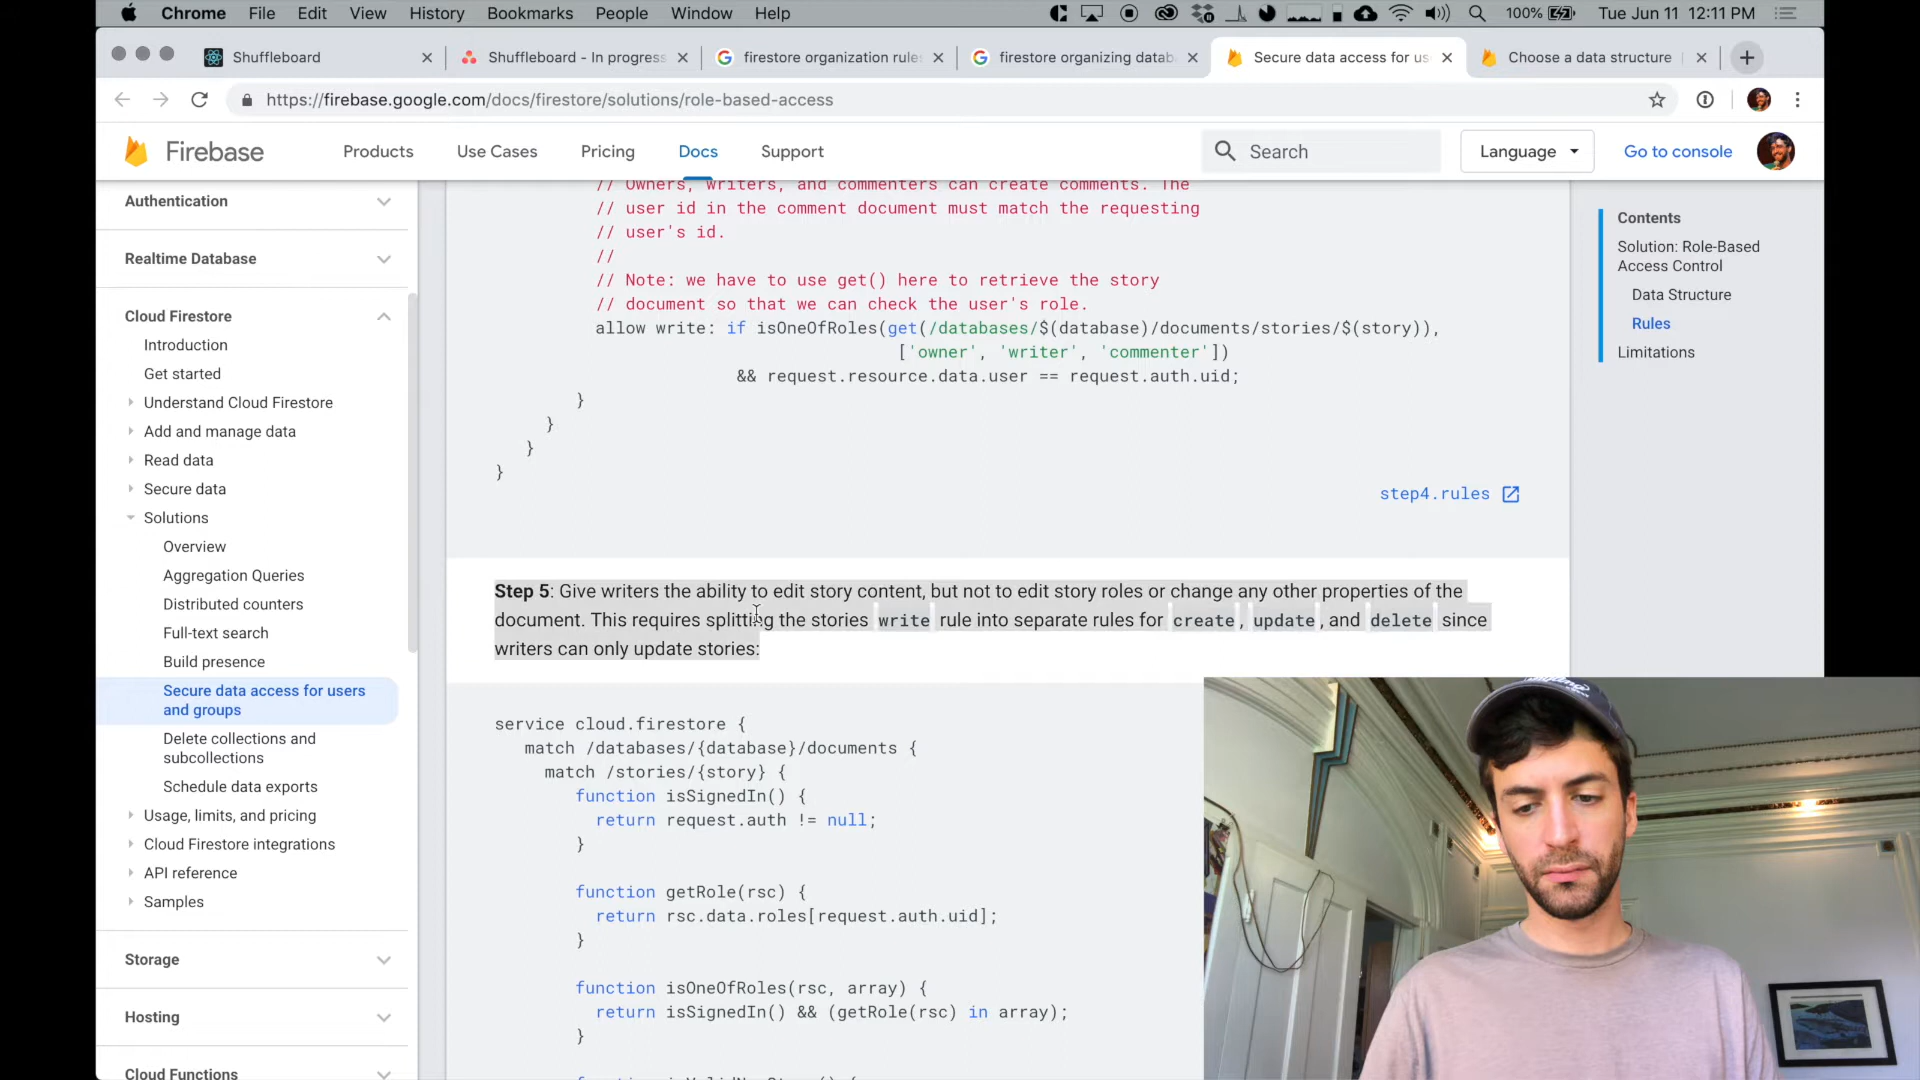 Chrome File Edit View History Bookmarks People Window Help 100% Tue Jun 11 12:11 PM
Shuffleboard Shuffleboard - In progress firestore organization rules firestore organizing datab Secure data access for us Choose a data structure
https://firebase.google.com/docs/firestore/solutions/role-based-access
Firebase Products Use Cases Pricing Docs Support Search Language Go to console
Authentication
Realtime Database
Cloud Firestore
Introduction
Get started
Understand Cloud Firestore
Add and manage data
Read data
Secure data
Solutions
Overview
Aggregation Queries
Distributed counters
Full-text search
Build presence
Secure data access for users
and groups
Delete collections and
subcollections
Schedule data exports
Usage, limits, and pricing
Cloud Firestore integrations
API reference
Samples
Storage
Hosting
Cloud Functions
// Owners, writers, and commenters can create comments. The
// user id in the comment document must match the requesting
// user's id.
//
// Note: we have to use get() here to retrieve the story
// document so that we can check the user's role.
allow write: if isOneOfRoles(get(/databases/$(database)/documents/stories/$(story)),
['owner', 'writer', 'commenter'])
&& request.resource.data.user == request.auth.uid;
}
}
}
}
step4.rules
Step 5: Give writers the ability to edit story content, but not to edit story roles or change any other properties of the
document. This requires splitting the stories write rule into separate rules for create, update, and delete since
writers can only update stories:
service cloud.firestore {
match /databases/{database}/documents {
match /stories/{story} {
function isSignedIn() {
return request.auth != null;
}
function getRole(rsc) {
return rsc.data.roles[request.auth.uid];
}
function isOneOfRoles(rsc, array) {
return isSignedIn() && (getRole(rsc) in array);
}
Contents
Solution: Role-Based
Access Control
Data Structure
Rules
Limitations